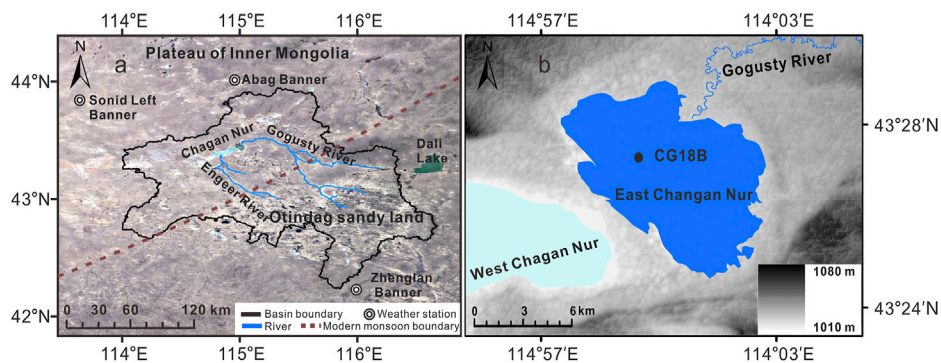 114°E
115°E
116°E
114°57'E
114°03'E
N
Plateau of Inner Mongolia
a
Abag Banner
Sonid Left
Banner
Chagan Nur
Gogusty River
Dali
Lake
Engeer River
Otindag sandy land
Zhenglan
Banner
0 30 60 120 km
Basin boundary
Weather station
River
Modern monsoon boundary
44°N
43°N
42°N
114°E
115°E
116°E
N
b
Gogusty River
CG18B
East Changan Nur
West Chagan Nur
0 3 6 km
1080 m
1010 m
43°28'N
43°24'N
114°57'E
114°03'E